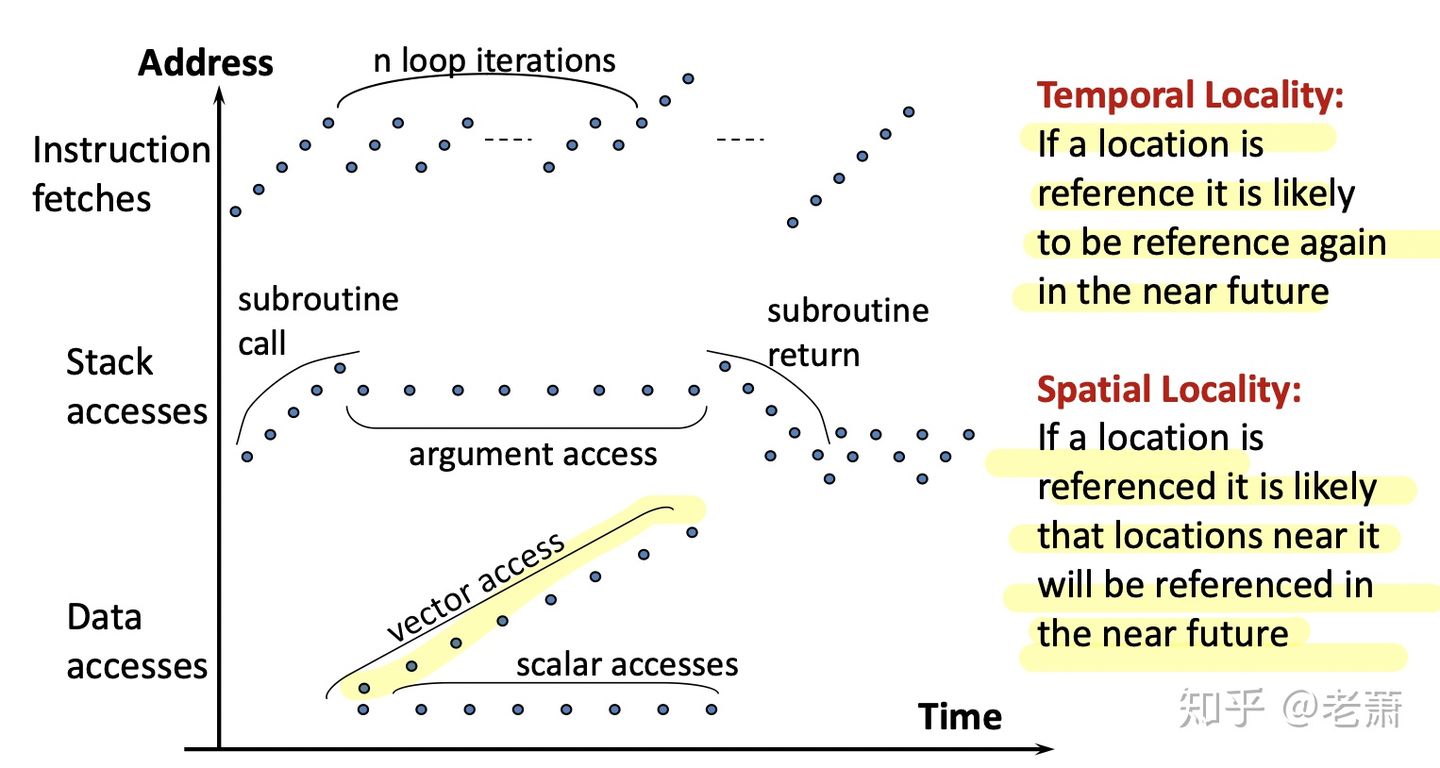 Address
n loop iterations
Instruction
fetches
subroutine
call
subroutine
return
Stack
accesses
argument access
vector access
Data
accesses
scalar accesses
Time
Temporal Locality:
If a location is
reference it is likely
to be reference again
in the near future
Spatial Locality:
If a location is
referenced it is likely
that locations near it
will be referenced in
the near future
知乎 @老萧